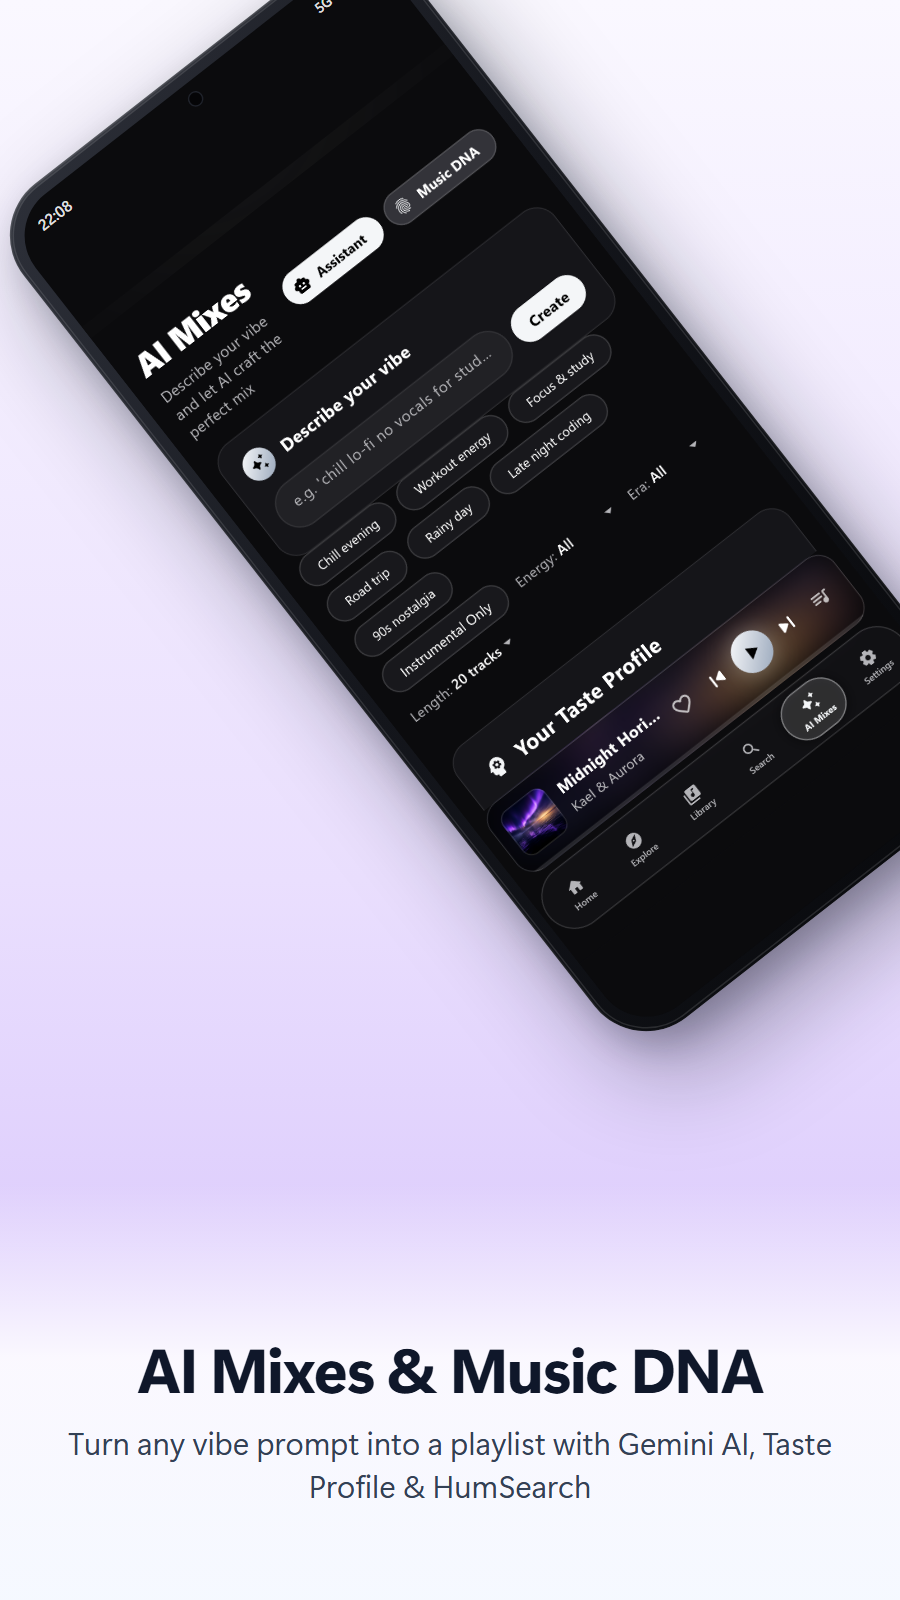 5G
22:08
AI Mixes
Describe your vibe
and let AI craft the
perfect mix
Assistant
Music DNA
Describe your vibe
e.g. 'chill lo-fi no vocals for stud...
Create
Chill evening
Workout energy
Focus & study
Road trip
Rainy day
Late night coding
90s nostalgia
Instrumental Only
Length: 20 tracks
Energy: All
Era: All
Your Taste Profile
Midnight Hori...
Kael & Aurora
Home
Explore
Library
Search
AI Mixes
Settings
AI Mixes & Music DNA
Turn any vibe prompt into a playlist with Gemini AI, Taste
Profile & HumSearch